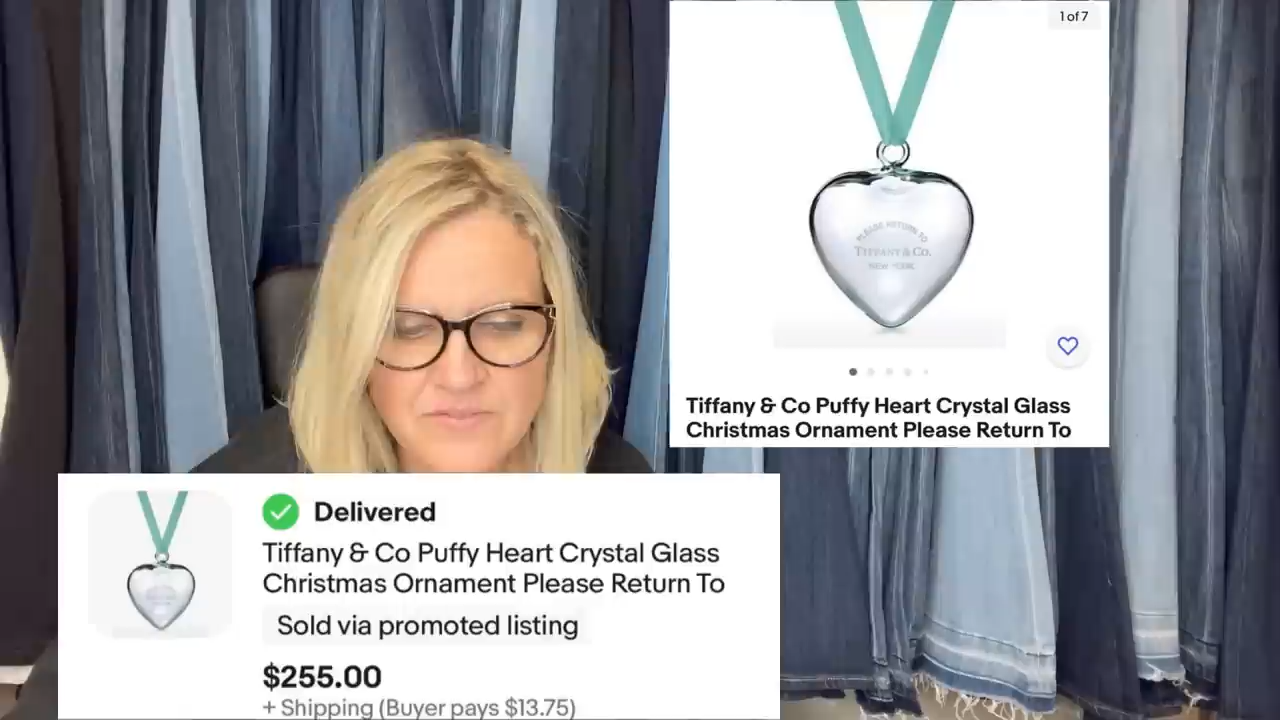 1 of 7
PLEASE RETURN TO
TIFFANY & CO.
NEW YORK
Tiffany & Co Puffy Heart Crystal Glass
Christmas Ornament Please Return To
Delivered
Tiffany & Co Puffy Heart Crystal Glass
Christmas Ornament Please Return To
Sold via promoted listing
$255.00
+ Shipping (Buyer pays $13.75)